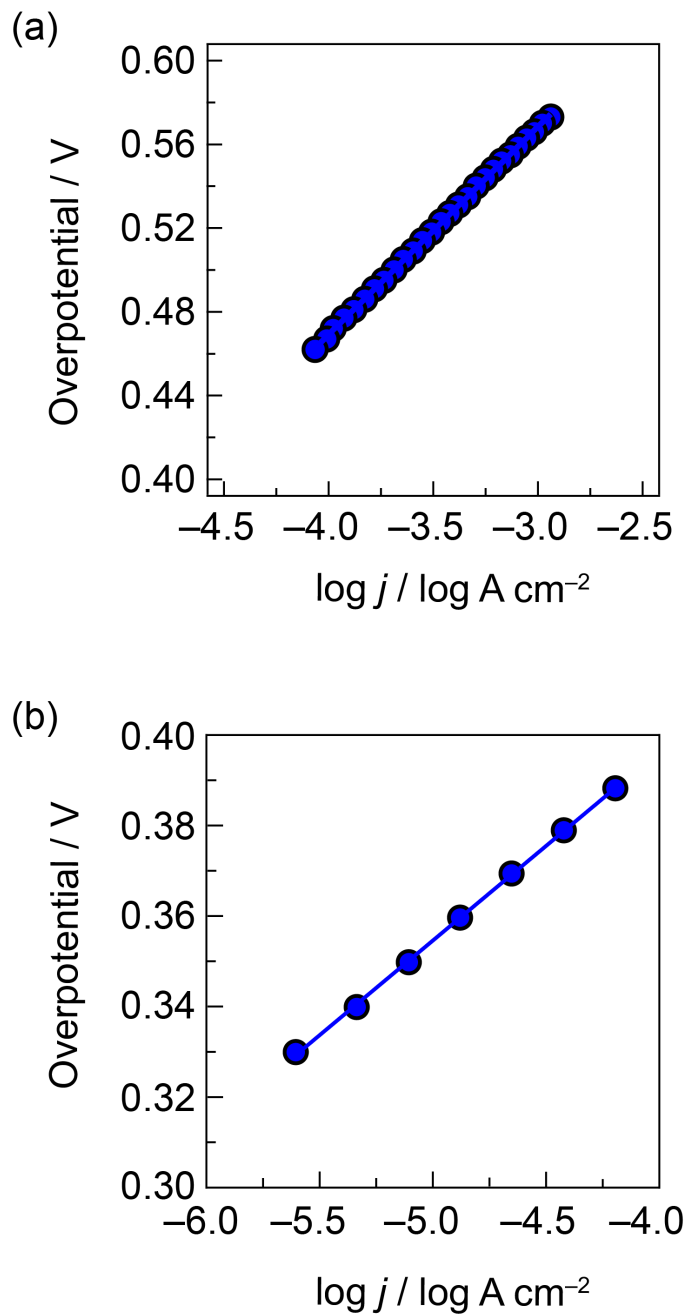 (a)
0.60
0.56
0.52
0.48
0.44
0.40
Overpotential / V
–4.5 –4.0 –3.5 –3.0 –2.5
log j / log A cm⁻²
(b)
0.40
0.38
0.36
0.34
0.32
0.30
Overpotential / V
–6.0 –5.5 –5.0 –4.5 –4.0
log j / log A cm⁻²